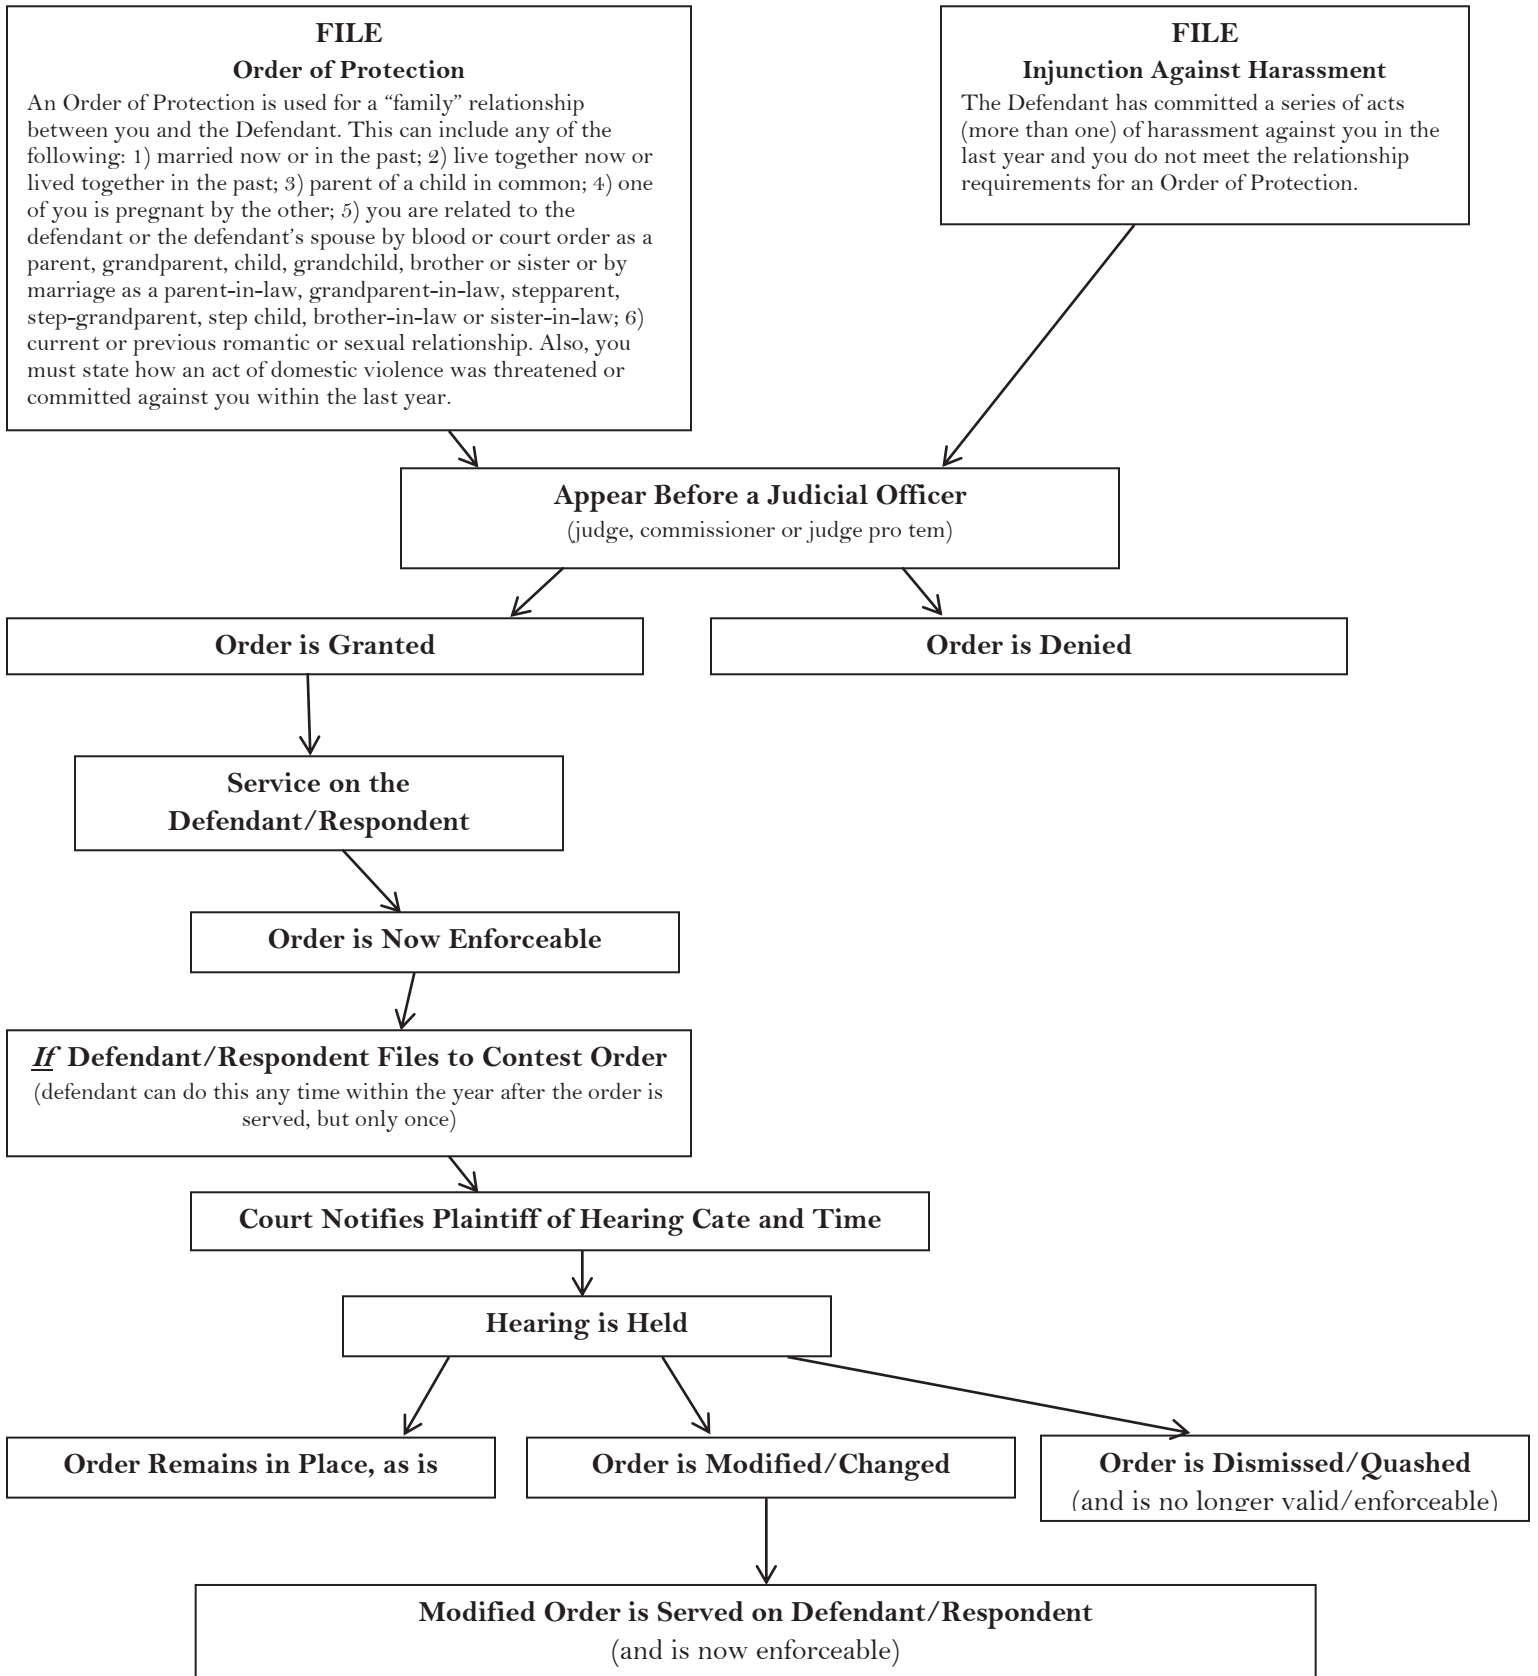 FILE
Order of Protection
An Order of Protection is used for a “family” relationship
between you and the Defendant. This can include any of the
following: 1) married now or in the past; 2) live together now or
lived together in the past; 3) parent of a child in common; 4) one
of you is pregnant by the other; 5) you are related to the
defendant or the defendant’s spouse by blood or court order as a
parent, grandparent, child, grandchild, brother or sister or by
marriage as a parent-in-law, grandparent-in-law, stepparent,
step-grandparent, step child, brother-in-law or sister-in-law; 6)
current or previous romantic or sexual relationship. Also, you
must state how an act of domestic violence was threatened or
committed against you within the last year.
FILE
Injunction Against Harassment
The Defendant has committed a series of acts
(more than one) of harassment against you in the
last year and you do not meet the relationship
requirements for an Order of Protection.
Appear Before a Judicial Officer
(judge, commissioner or judge pro tem)
Order is Granted
Order is Denied
Service on the
Defendant/Respondent
Order is Now Enforceable
If Defendant/Respondent Files to Contest Order
(defendant can do this any time within the year after the order is
served, but only once)
Court Notifies Plaintiff of Hearing Cate and Time
Hearing is Held
Order Remains in Place, as is
Order is Modified/Changed
Order is Dismissed/Quashed
(and is no longer valid/enforceable)
Modified Order is Served on Defendant/Respondent
(and is now enforceable)